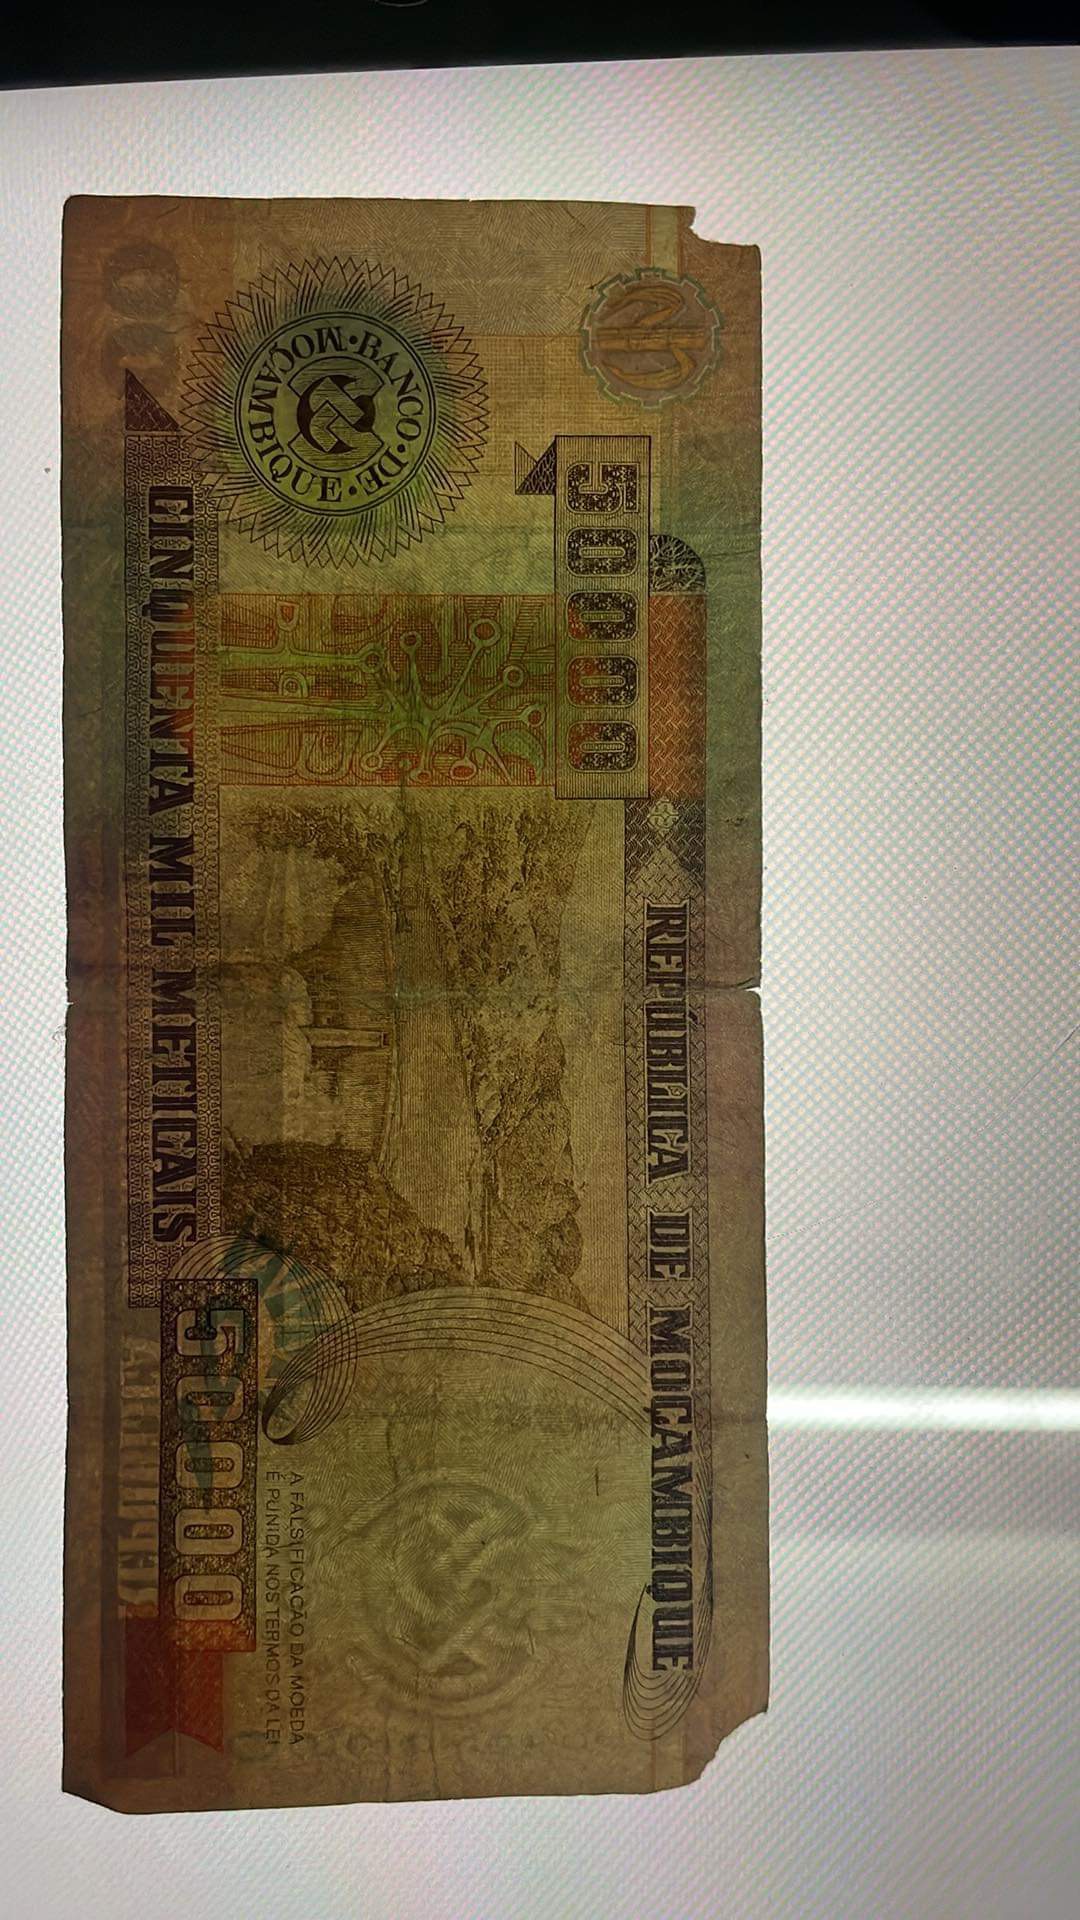 REPÚBLICA DE MOÇAMBIQUE
50000
BANCO·DE·MOÇAMBIQUE·
50000
A FALSIFICAÇÃO DA MOEDA
É PUNIDA NOS TERMOS DA LEI
CINQUENTA MIL METICAIS